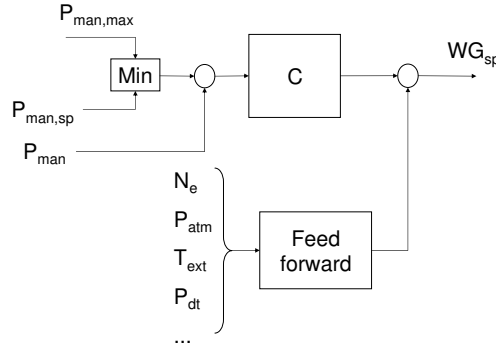 P_man,max
Min
C
WG_sp
P_man,sp
P_man
N_e
P_atm
T_ext
P_dt
...
Feed
forward